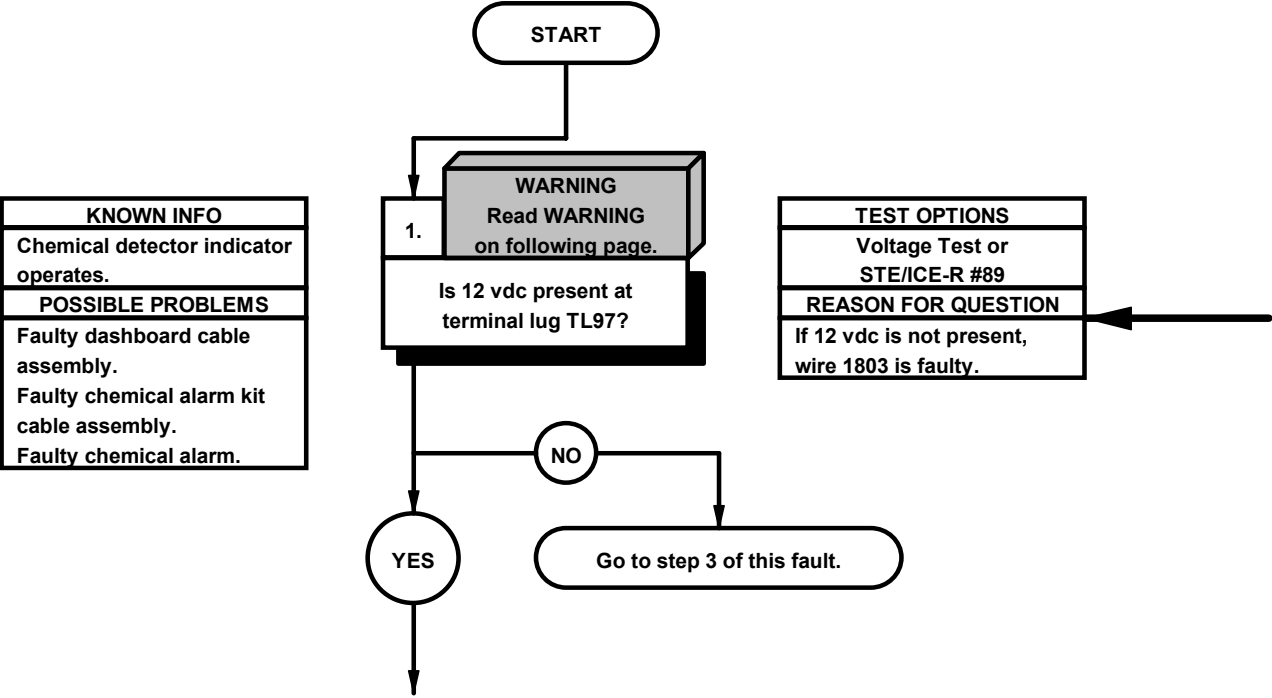 START
KNOWN INFO
Chemical detector indicator
operates.
POSSIBLE PROBLEMS
Faulty dashboard cable
assembly.
Faulty chemical alarm kit
cable assembly.
Faulty chemical alarm.
1.
WARNING
Read WARNING
on following page.
Is 12 vdc present at
terminal lug TL97?
TEST OPTIONS
Voltage Test or
STE/ICE-R #89
REASON FOR QUESTION
If 12 vdc is not present,
wire 1803 is faulty.
NO
YES
Go to step 3 of this fault.